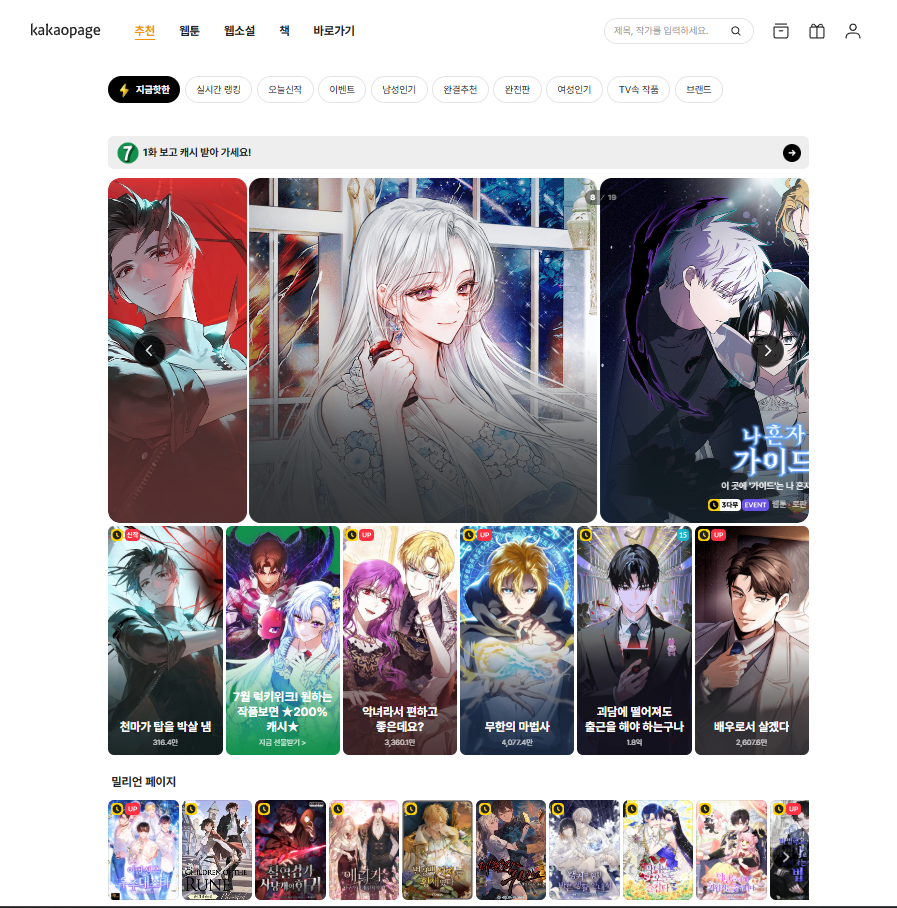 kakaopage
추천 웹툰 웹소설 책 바로가기
제목, 작가를 입력하세요.
지금핫한 실시간 랭킹 오늘신작 이벤트 남성인기 완결추천 완전판 여성인기 TV속 작품 브랜드
7 1화 보고 캐시 받아 가세요!
8 / 19
나 혼자
가이드
이 곳에 '가이드'는 나 혼자
3다무 EVENT 웹툰 · 로판
신작
UP
UP
15
UP
천마가 탑을 박살 냄
316.4만
7월 럭키위크! 원하는
작품보면 ★200%
캐시★
지금 선물받기 >
악녀라서 편하고
좋은데요?
3,360.1만
무한의 마법사
4,077.4만
괴담에 떨어져도
출근을 해야 하는구나
1.8억
배우로서 살겠다
2,607.6만
밀리언 페이지
UP
CHILDREN OF THE
RUNE
UP